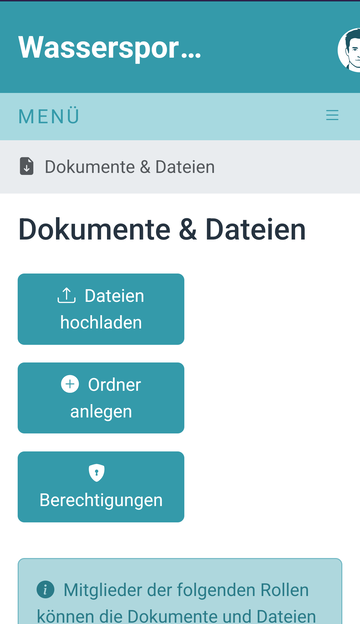 Wasserspor…
MENÜ
Dokumente & Dateien
Dokumente & Dateien
Dateien
hochladen
Ordner
anlegen
Berechtigungen
Mitglieder der folgenden Rollen
können die Dokumente und Dateien